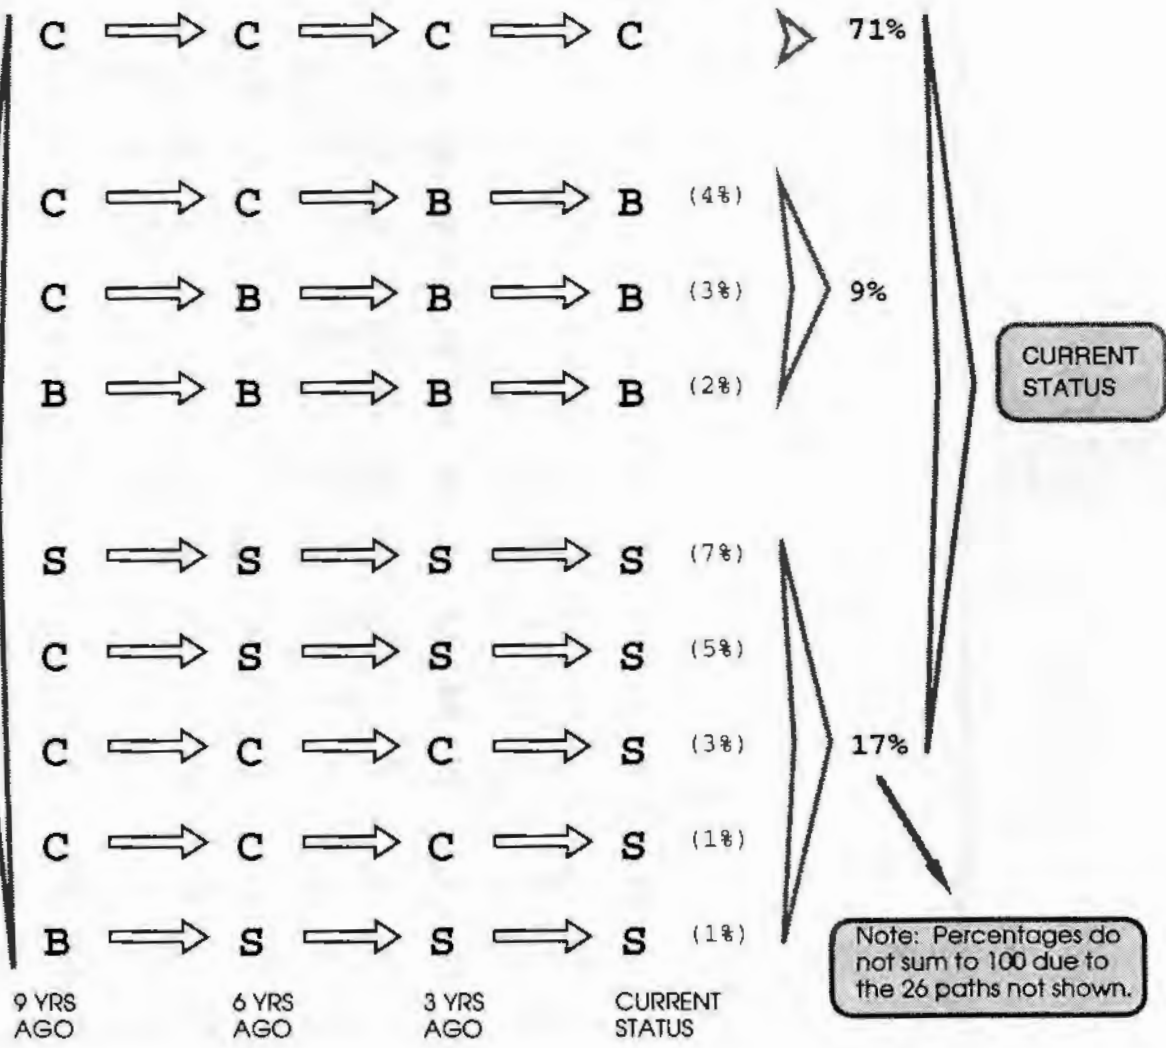 C C C C 71%
C C B B (4%)
C B B B (3%) 9%
B B B B (2%)
CURRENT
STATUS
S S S S (7%)
C S S S (5%)
C C C S (3%) 17%
C C C S (1%)
B S S S (1%)
Note: Percentages do
not sum to 100 due to
the 26 paths not shown.
9 YRS
AGO
6 YRS
AGO
3 YRS
AGO
CURRENT
STATUS